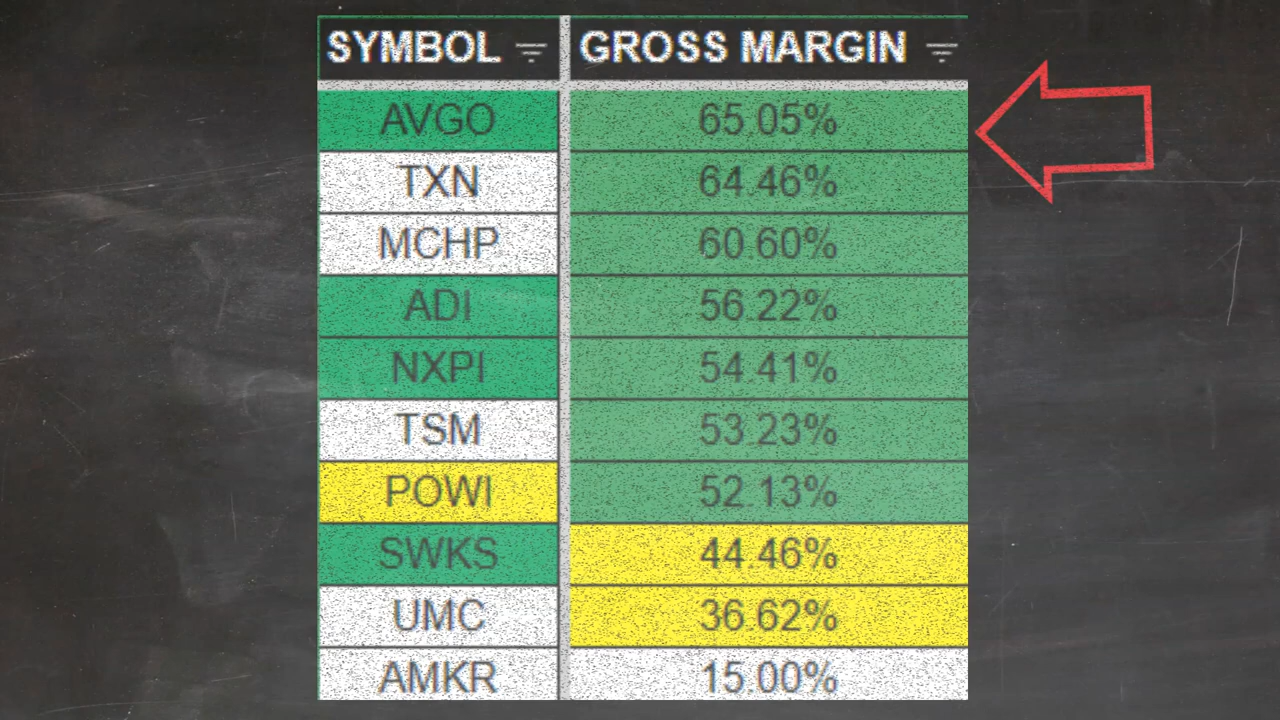 SYMBOL GROSS MARGIN
AVGO 65.05%
TXN 64.46%
MCHP 60.60%
ADI 56.22%
NXPI 54.41%
TSM 53.23%
POWI 52.13%
SWKS 44.46%
UMC 36.62%
AMKR 15.00%